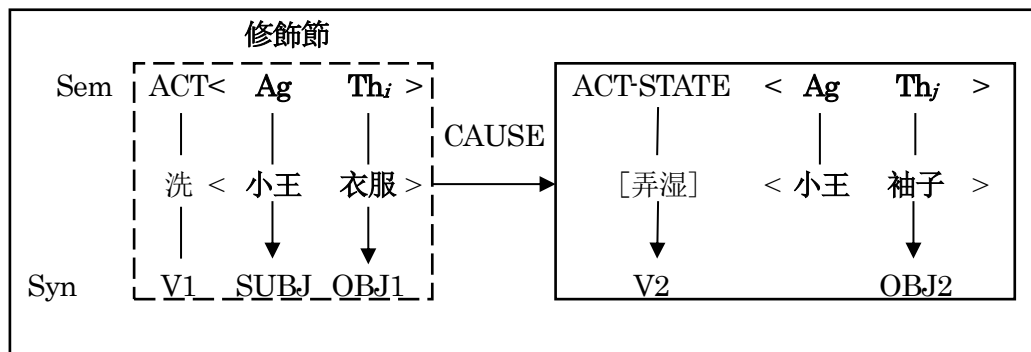 修飾節
Sem ACT< Ag Thi > ACT-STATE < Ag Thj >
CAUSE
洗 < 小王 衣服 > [弄湿] < 小王 袖子 >
Syn V1 SUBJ OBJ1 V2 OBJ2